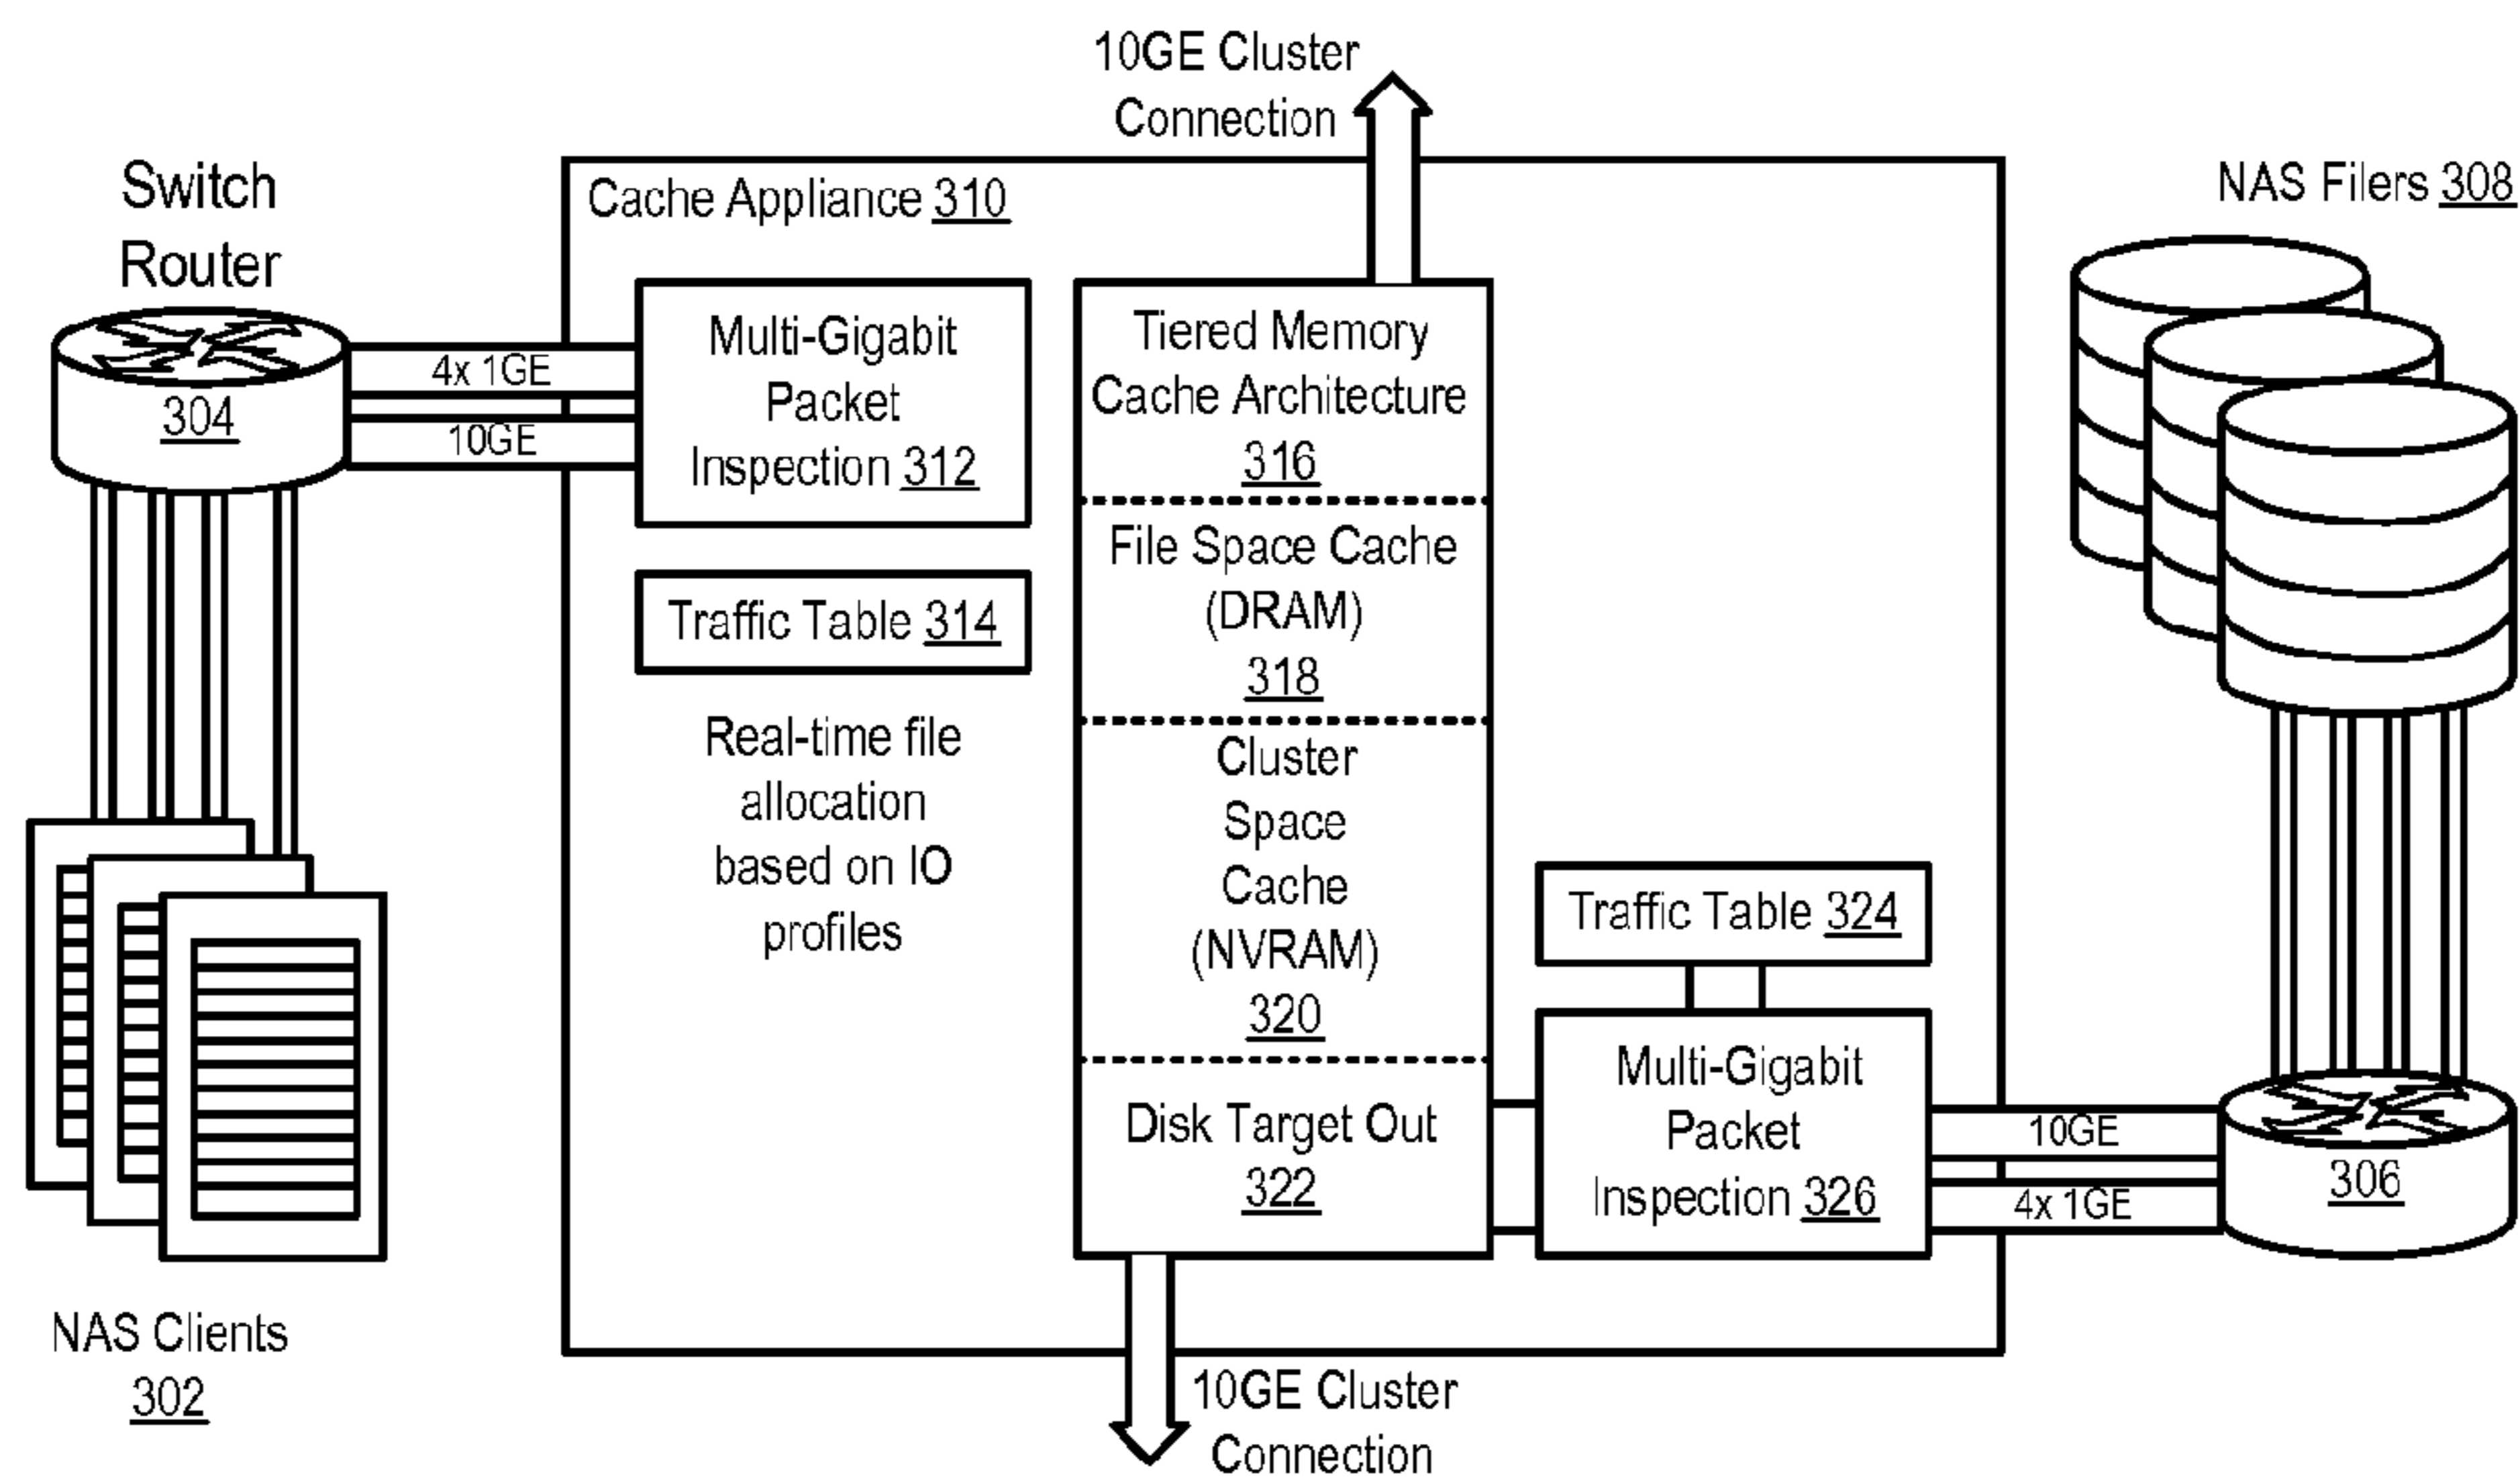 10GE Cluster
Connection
Switch
Router
304
4x 1GE
10GE
NAS Clients
302
Cache Appliance 310
Multi-Gigabit
Packet
Inspection 312
Traffic Table 314
Real-time file
allocation
based on IO
profiles
Tiered Memory
Cache Architecture
316
File Space Cache
(DRAM)
318
Cluster
Space
Cache
(NVRAM)
320
Disk Target Out
322
Traffic Table 324
Multi-Gigabit
Packet
Inspection 326
10GE
4x 1GE
NAS Filers 308
306
10GE Cluster
Connection